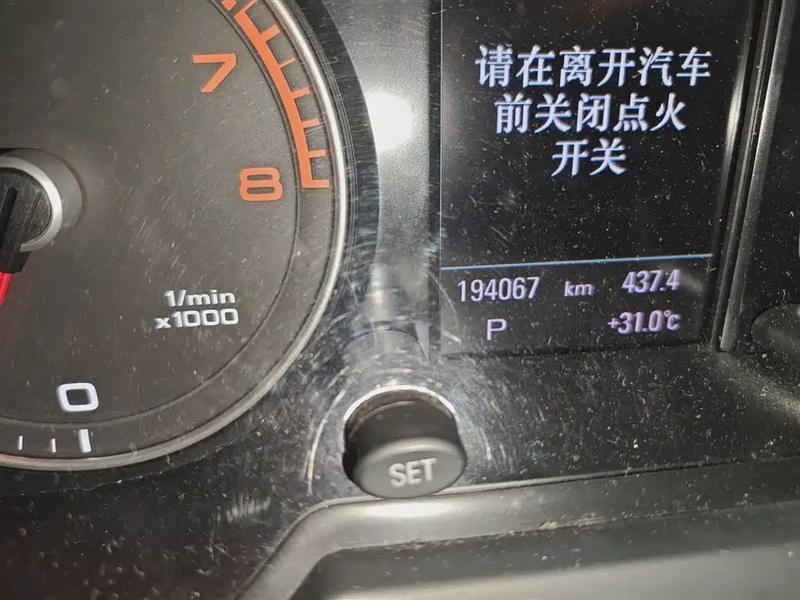 7
8
1/min
x1000
0
请在离开汽车
前关闭点火
开关
194067 km 437.4
P +31.0°c
SET